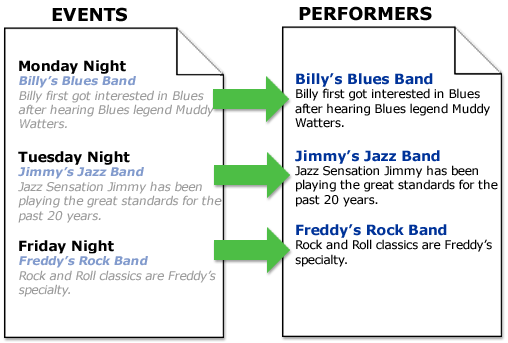 EVENTS
Monday Night
Billy's Blues Band
Billy first got interested in Blues
after hearing Blues legend Muddy
Watters.
Tuesday Night
Jimmy's Jazz Band
Jazz Sensation Jimmy has been
playing the great standards for the
past 20 years.
Friday Night
Freddy's Rock Band
Rock and Roll classics are Freddy's
specialty.
PERFORMERS
Billy's Blues Band
Billy first got interested in Blues
after hearing Blues legend Muddy
Watters.
Jimmy's Jazz Band
Jazz Sensation Jimmy has been
playing the great standards for the
past 20 years.
Freddy's Rock Band
Rock and Roll classics are Freddy's
specialty.